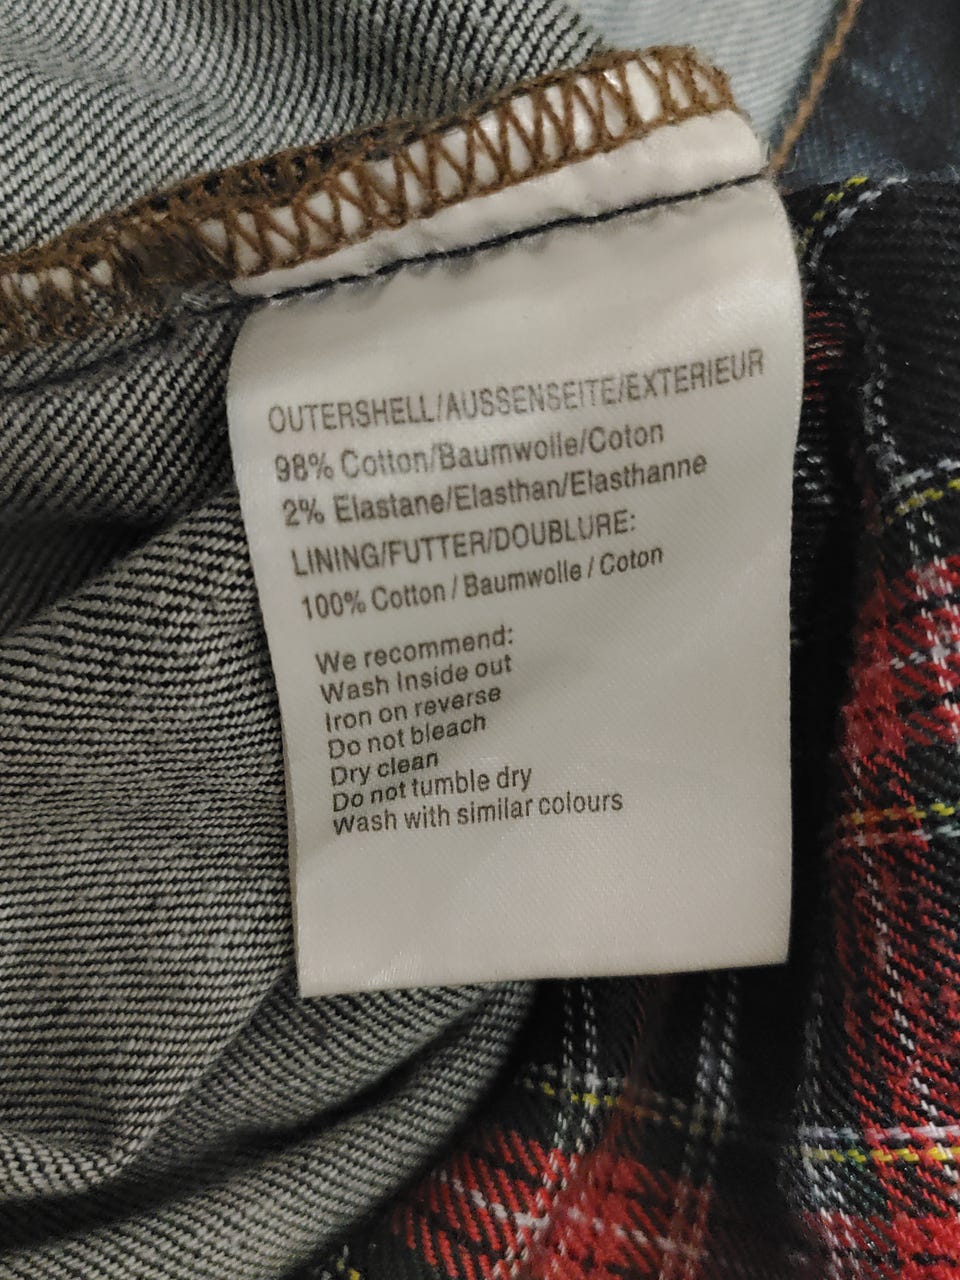 OUTERSHELL/AUSSENSEITE/EXTERIEUR
98% Cotton/Baumwolle/Coton
2% Elastane/Elasthan/Elasthanne
LINING/FUTTER/DOUBLURE:
100% Cotton / Baumwolle / Coton
We recommend:
Wash Inside out
Iron on reverse
Do not bleach
Dry clean
Do not tumble dry
Wash with similar colours